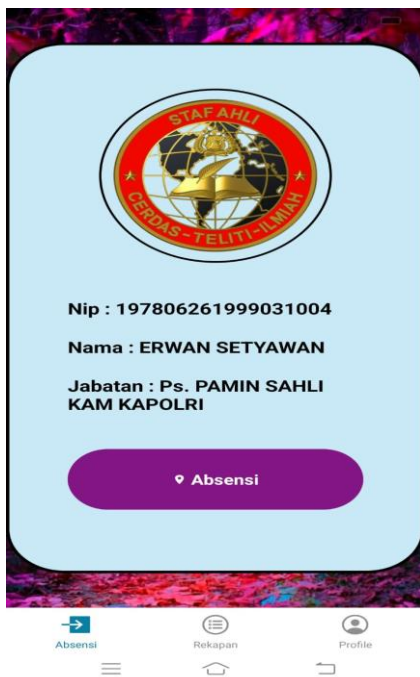 STAF AHLI
CERDAS-TELITI-ILMIAH
Nip : 197806261999031004
Nama : ERWAN SETYAWAN
Jabatan : Ps. PAMIN SAHLI
KAM KAPOLRI
Absensi
Absensi
Rekapan
Profile